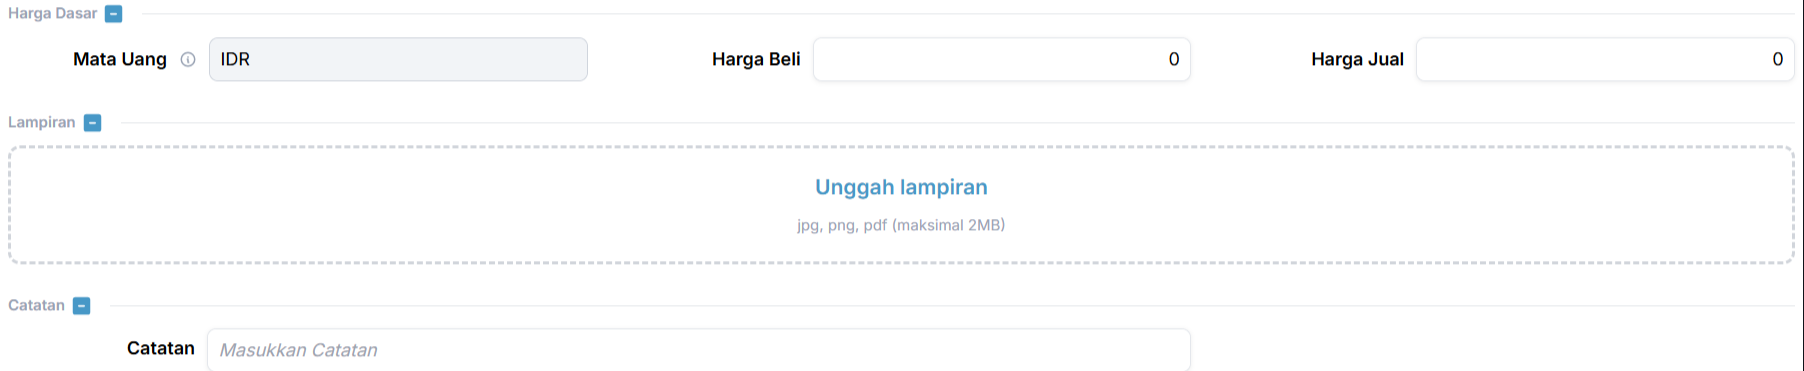 Harga Dasar
Mata Uang IDR Harga Beli 0 Harga Jual 0
Lampiran
Unggah lampiran
jpg, png, pdf (maksimal 2MB)
Catatan
Catatan Masukkan Catatan